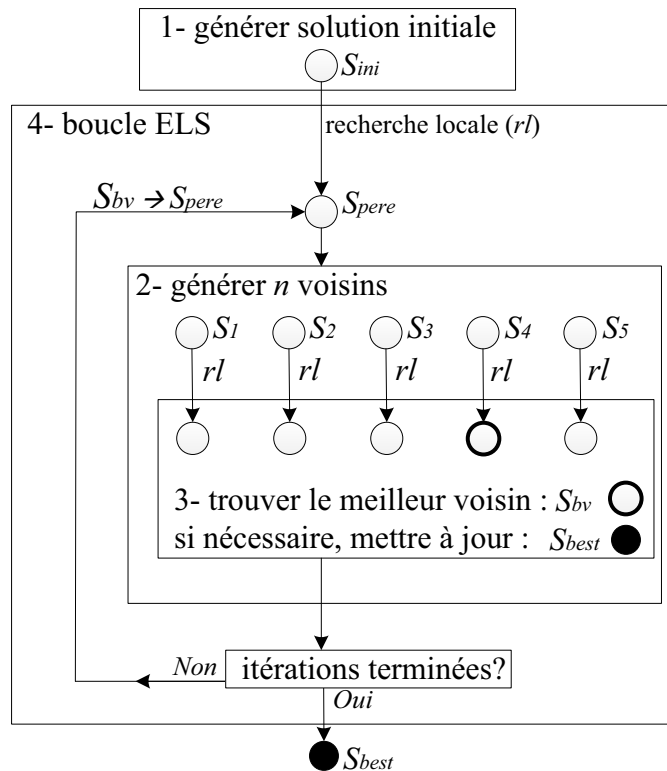 1- générer solution initiale
Sini
4- boucle ELS
recherche locale (rl)
Sbv → Spere
Spere
2- générer n voisins
S1 S2 S3 S4 S5
rl rl rl rl rl
3- trouver le meilleur voisin : Sbv
si nécessaire, mettre à jour : Sbest
Non
itérations terminées?
Oui
Sbest